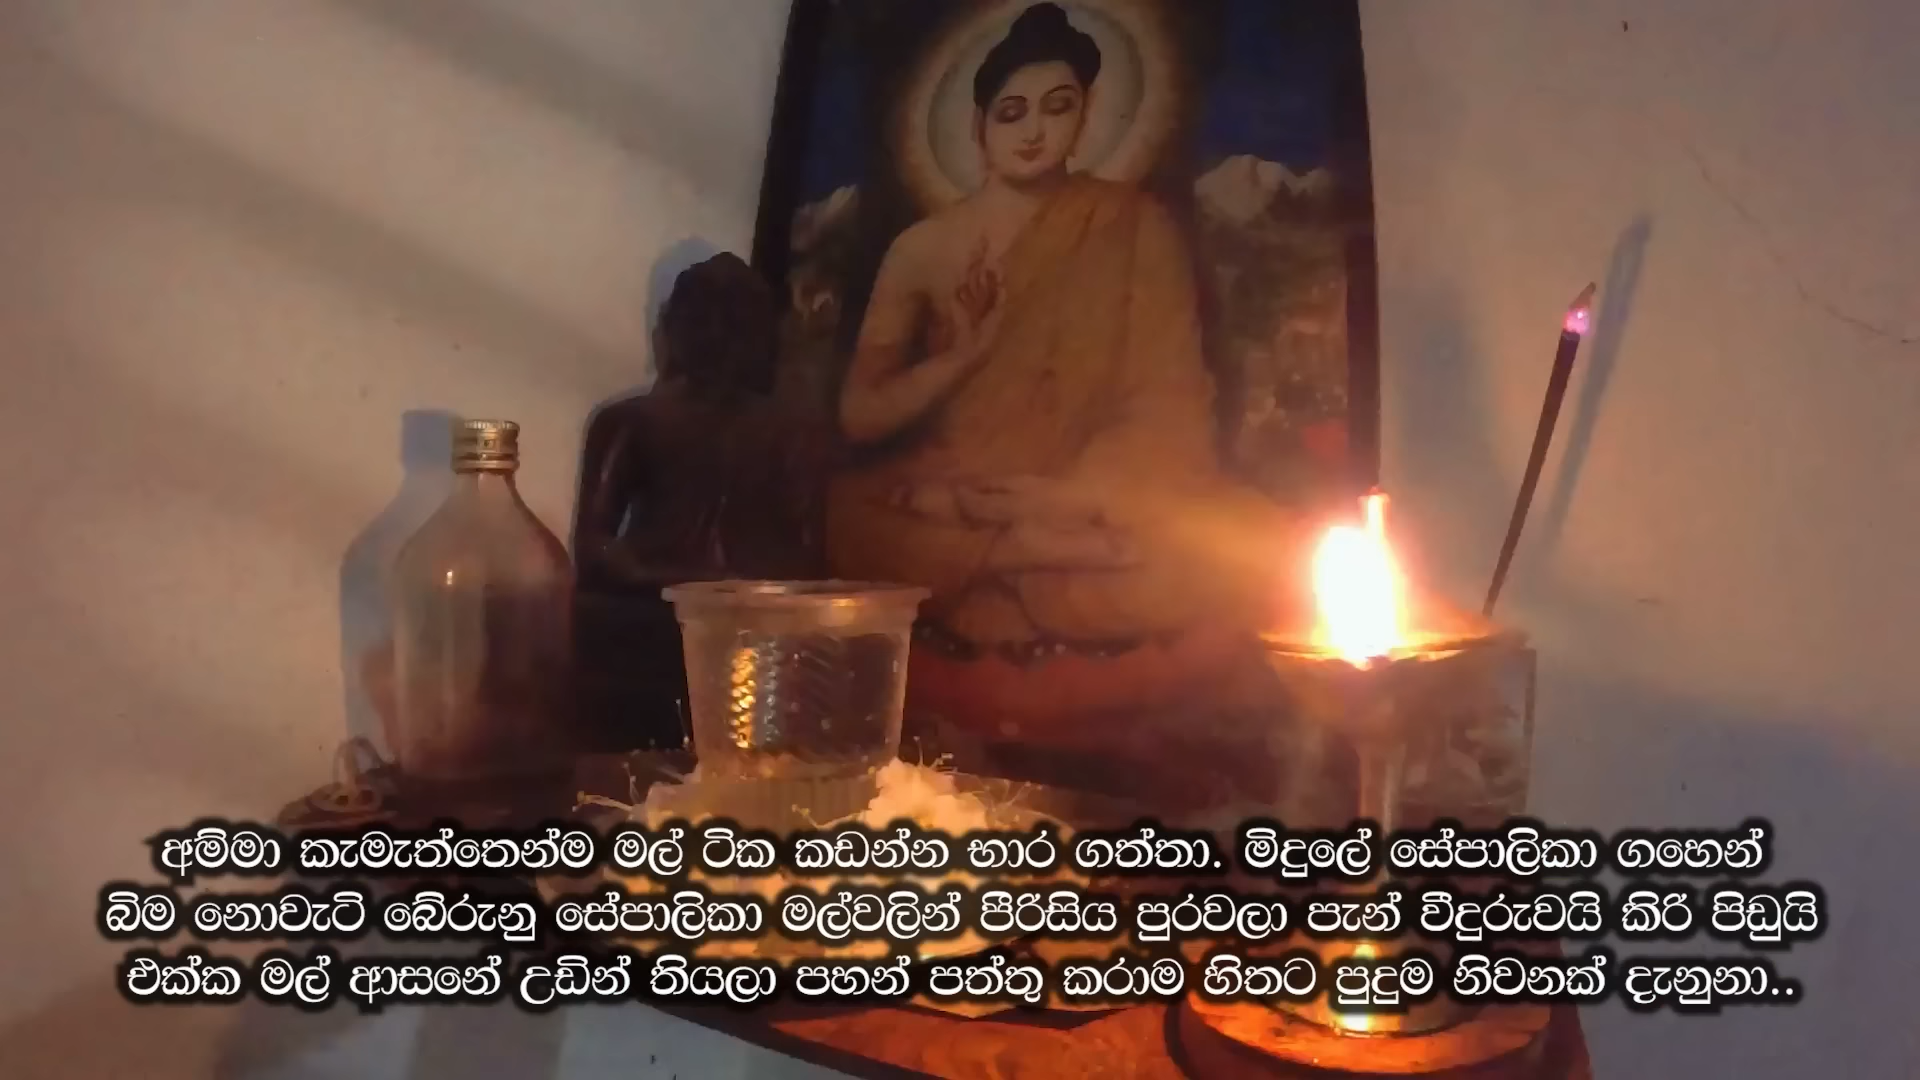 අම්මා කැමැත්තෙන්ම මල් ටික කඩන්න භාර ගත්තා. මිදුලේ සේපාලිකා ගහෙන්
බිම නොවැටි බේරුනු සේපාලිකා මල්වලින් පීරිසිය පුරවලා පැන් වීදුරුවයි කිරි පිඩුයි
එක්ක මල් ආසනේ උඩින් තියලා පහන් පත්තු කරාම හිතට පුදුම නිවනක් දැනුනා..